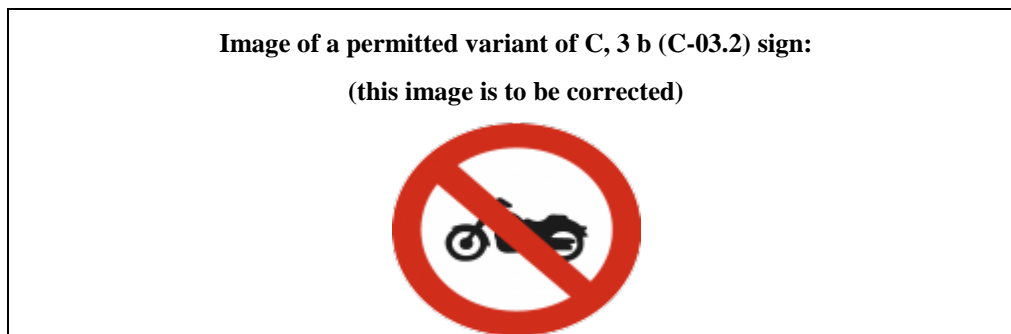 Image of a permitted variant of C, 3 b (C-03.2) sign:
(this image is to be corrected)